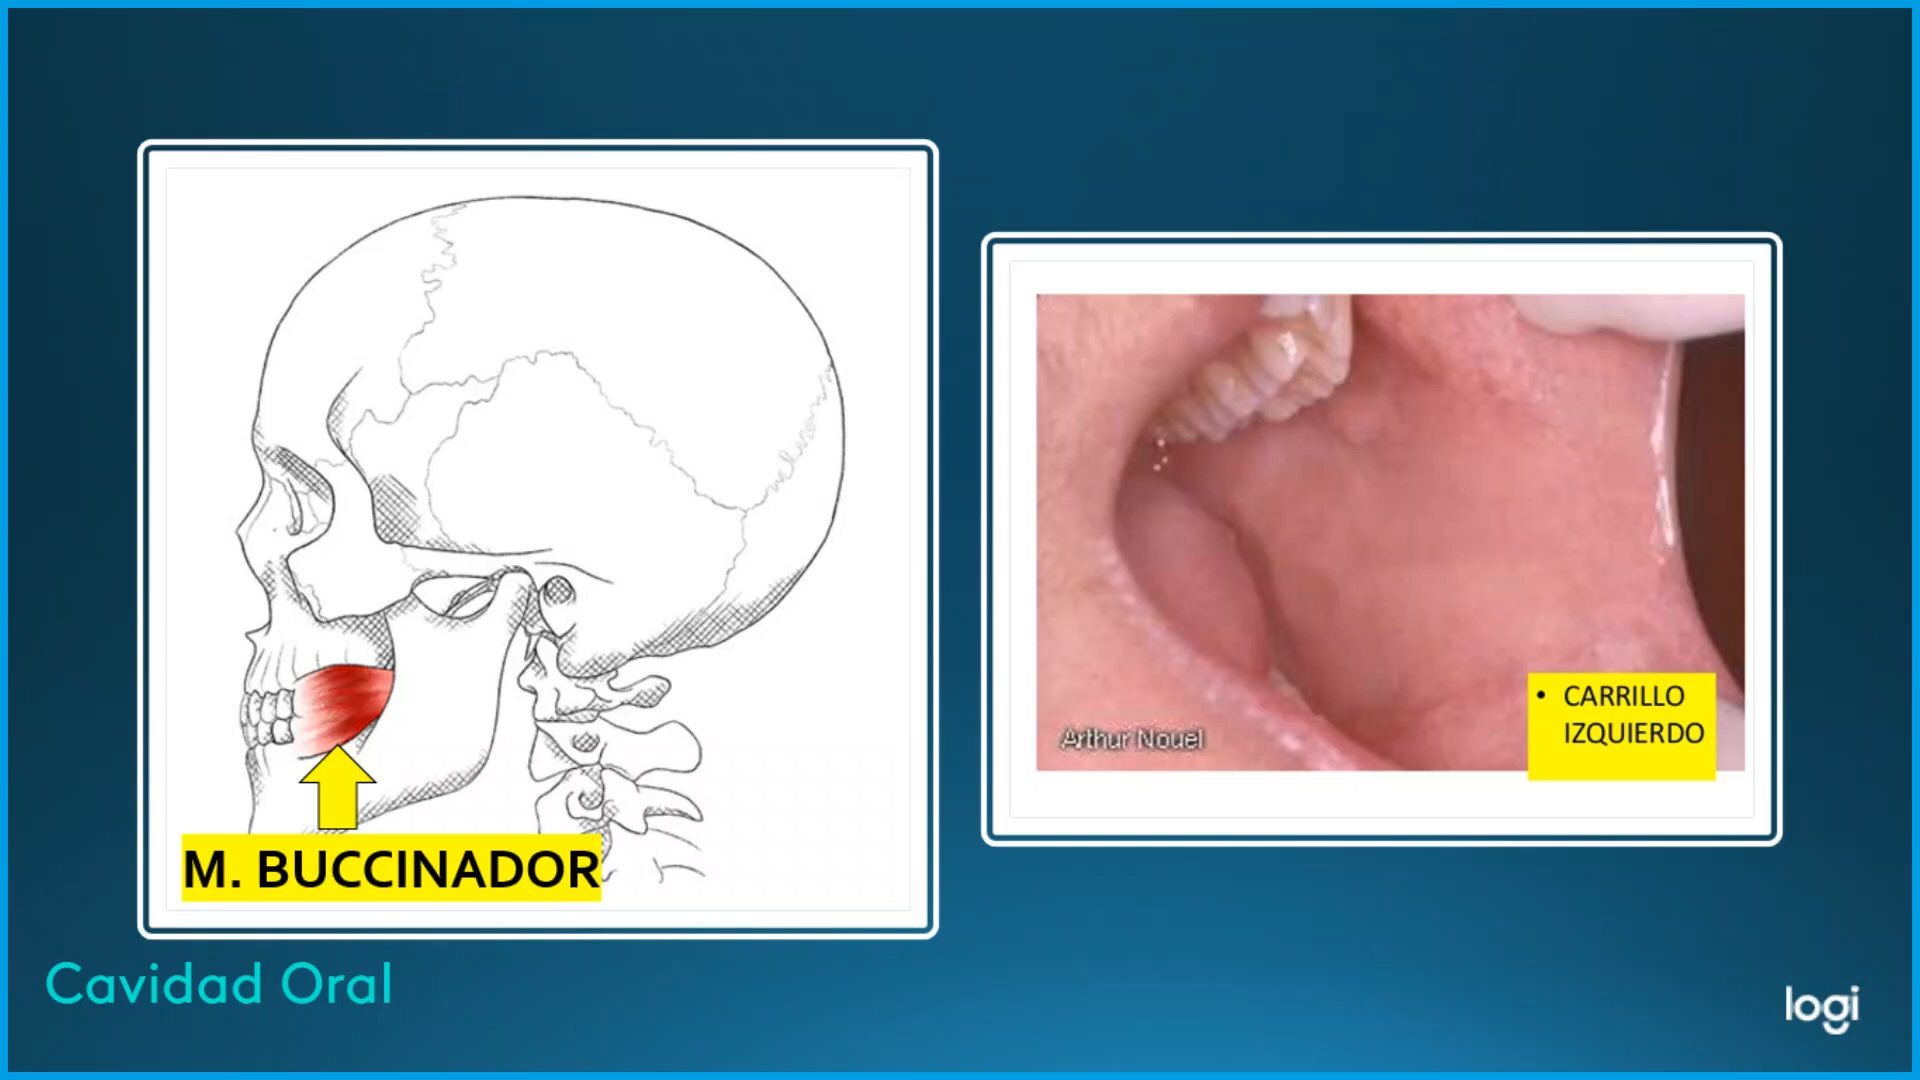 M. BUCCINADOR
Arthur Nouel
• CARRILLO
IZQUIERDO
Cavidad Oral
logi